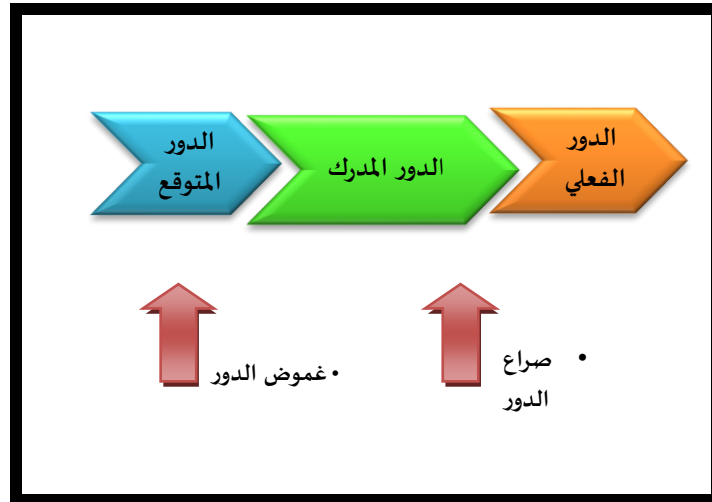 الدور
المتوقع
الدور المدرك
الدور
الفعلي
• غموض الدور
• صراع
الدور